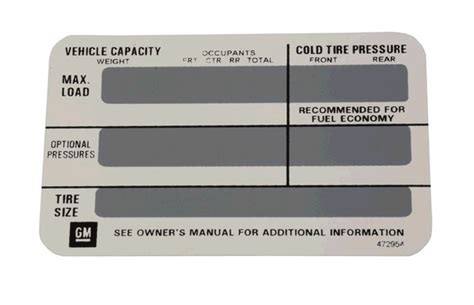 VEHICLE CAPACITY
OCCUPANTS
COLD TIRE PRESSURE
WEIGHT
FRT CTR RR TOTAL
FRONT
REAR
MAX.
LOAD
RECOMMENDED FOR
FUEL ECONOMY
OPTIONAL
PRESSURES
TIRE
SIZE
GM
SEE OWNER'S MANUAL FOR ADDITIONAL INFORMATION